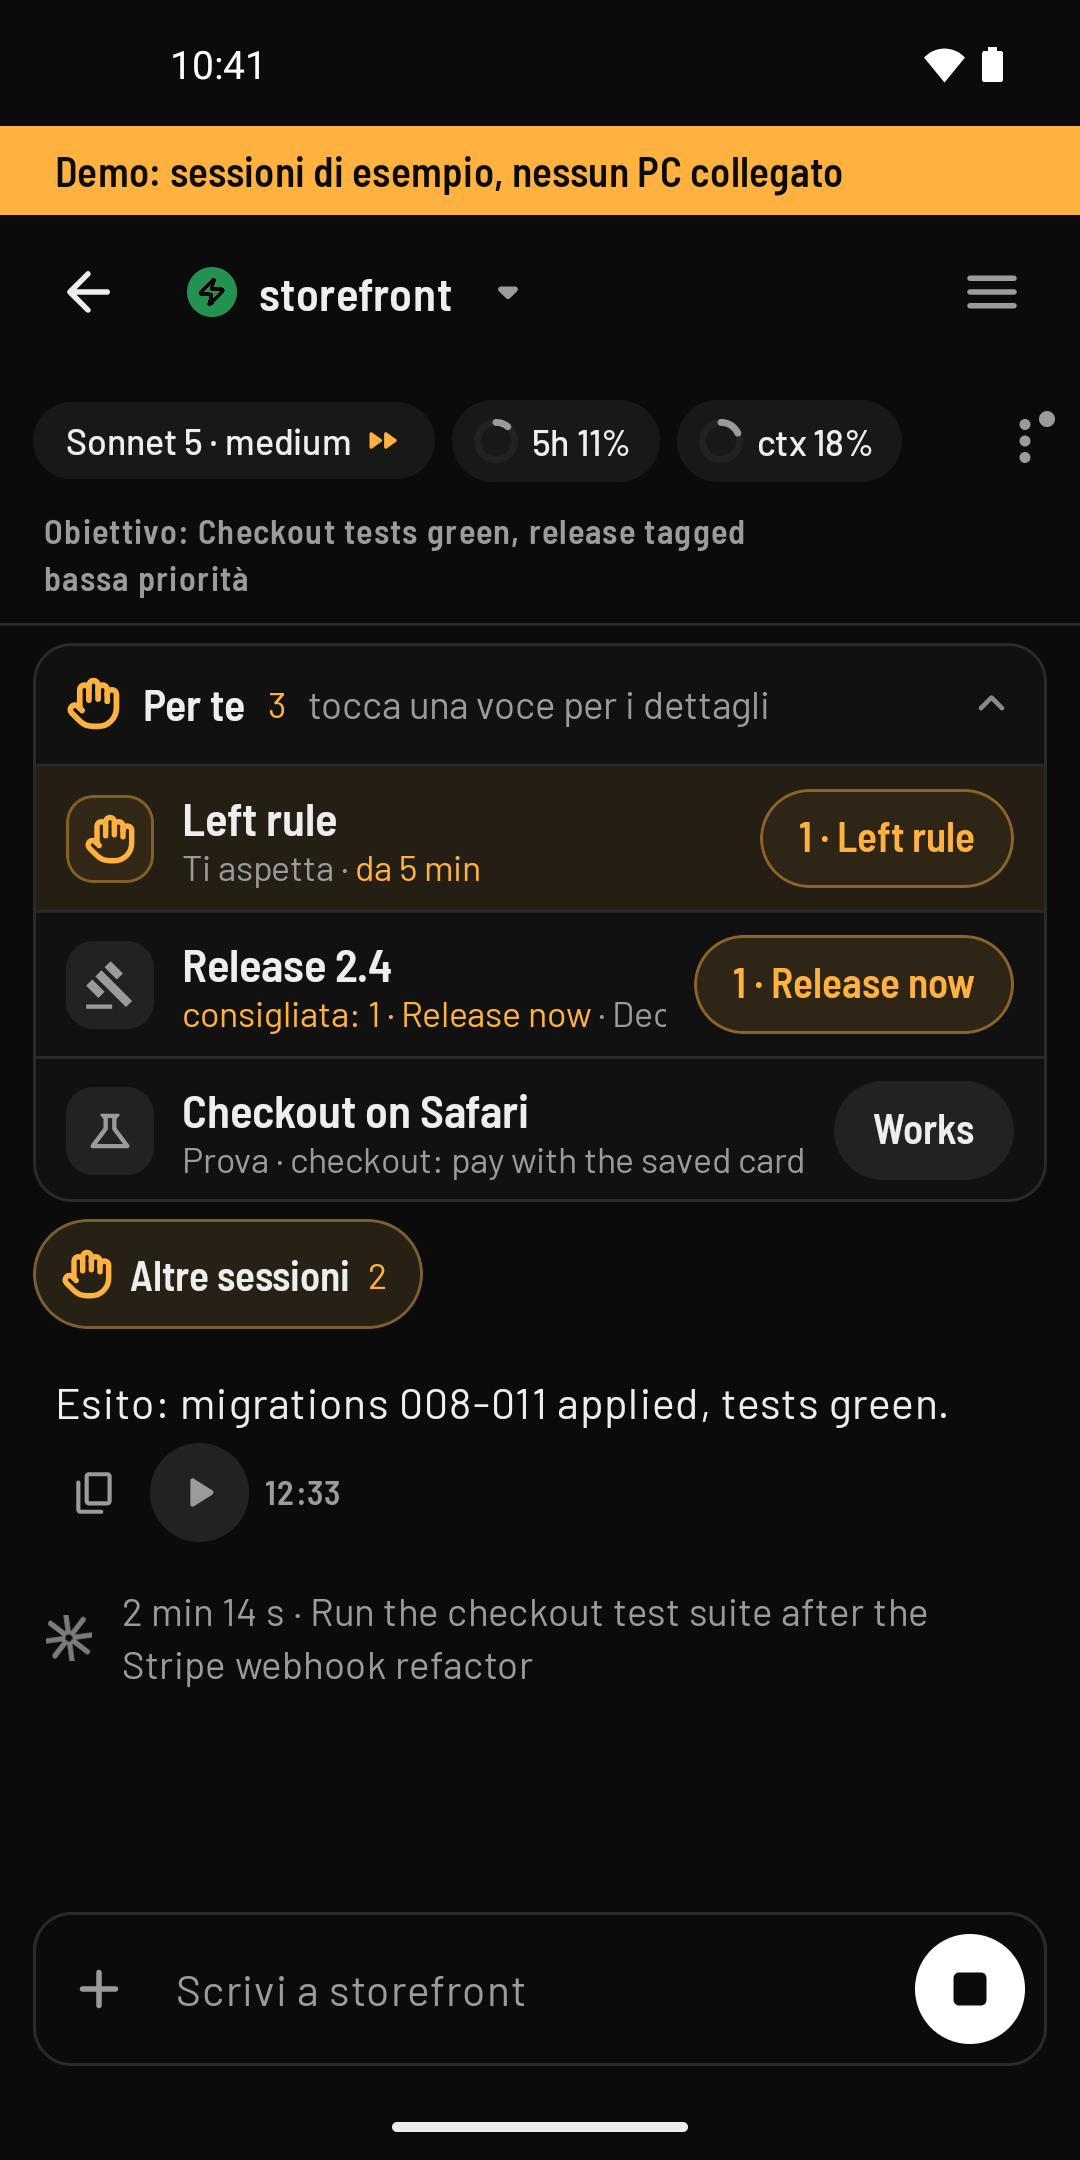 10:41
Demo: sessioni di esempio, nessun PC collegato
storefront
Sonnet 5 · medium
5h 11%
ctx 18%
Obiettivo: Checkout tests green, release tagged
bassa priorità
Per te 3 tocca una voce per i dettagli
Left rule
Ti aspetta · da 5 min
1 · Left rule
Release 2.4
consigliata: 1 · Release now · Dec
1 · Release now
Checkout on Safari
Prova · checkout: pay with the saved card
Works
Altre sessioni 2
Esito: migrations 008-011 applied, tests green.
12:33
2 min 14 s · Run the checkout test suite after the
Stripe webhook refactor
Scrivi a storefront